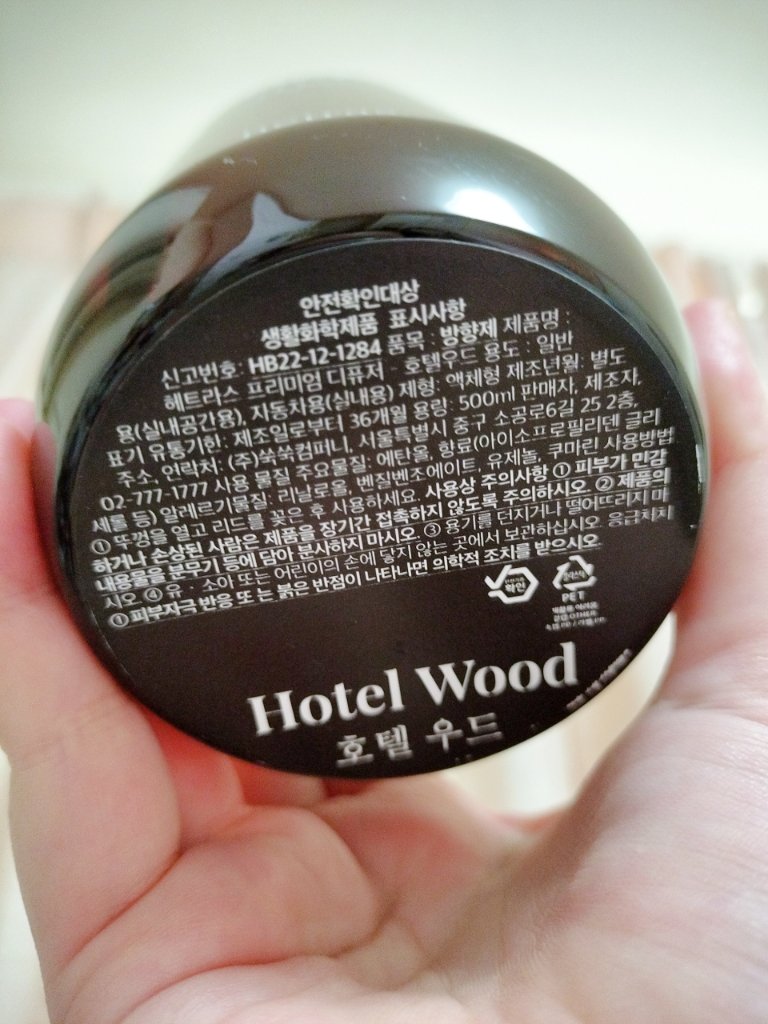 안전확인대상
생활화학제품 표시사항
신고번호: HB22-12-1284 품목 : 방향제 제품명 :
헤트라스 프리미엄 디퓨저 - 호텔우드 용도 : 일반
용(실내공간용), 자동차용(실내용) 제형: 액체형 제조년월: 별도
표기 유통기한: 제조일로부터 36개월 용량: 500ml 판매자, 제조자,
주소, 연락처: (주)쑥쑥컴퍼니, 서울특별시 중구 소공로6길 25 2층,
02-777-1777 사용 물질 주요물질: 에탄올, 향료(아이소프로필리덴 글리
세롤 등) 알레르기물질: 리날로올, 벤질벤조에이트, 유제놀, 쿠마린 사용방법
① 뚜껑을 열고 리드를 꽂은 후 사용하세요. 사용상 주의사항 ① 피부가 민감
하거나 손상된 사람은 제품을 장기간 접촉하지 않도록 주의하시오. ② 제품의
내용물을 분무기 등에 담아 분사하지 마시오. ③ 용기를 던지거나 떨어뜨리지 마
시오 ④ 유 · 소아 또는 어린이의 손에 닿지 않는 곳에서 보관하십시오 응급처치
① 피부자극 반응 또 는 붉은 반점이 나타나면 의학적 조치를 받으시오
확인
PET
Hotel Wood
호텔 우드